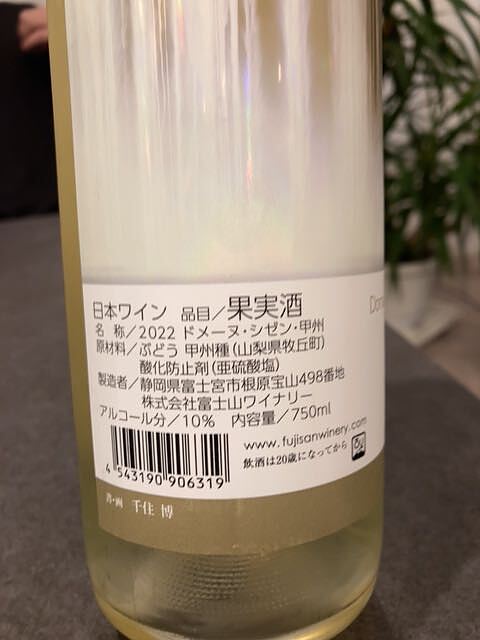 日本ワイン 品目/果実酒
名 称/2022 ドメーヌ・シゼン・甲州
原材料/ぶどう 甲州種(山梨県牧丘町)
酸化防止剤(亜硫酸塩)
製造者/静岡県富士宮市根原宝山498番地
株式会社富士山ワイナリー
アルコール分/10% 内容量/750ml
www.fujisanwinery.com
飲酒は20歳になってから
4 543190 906319
書・画 千住 博